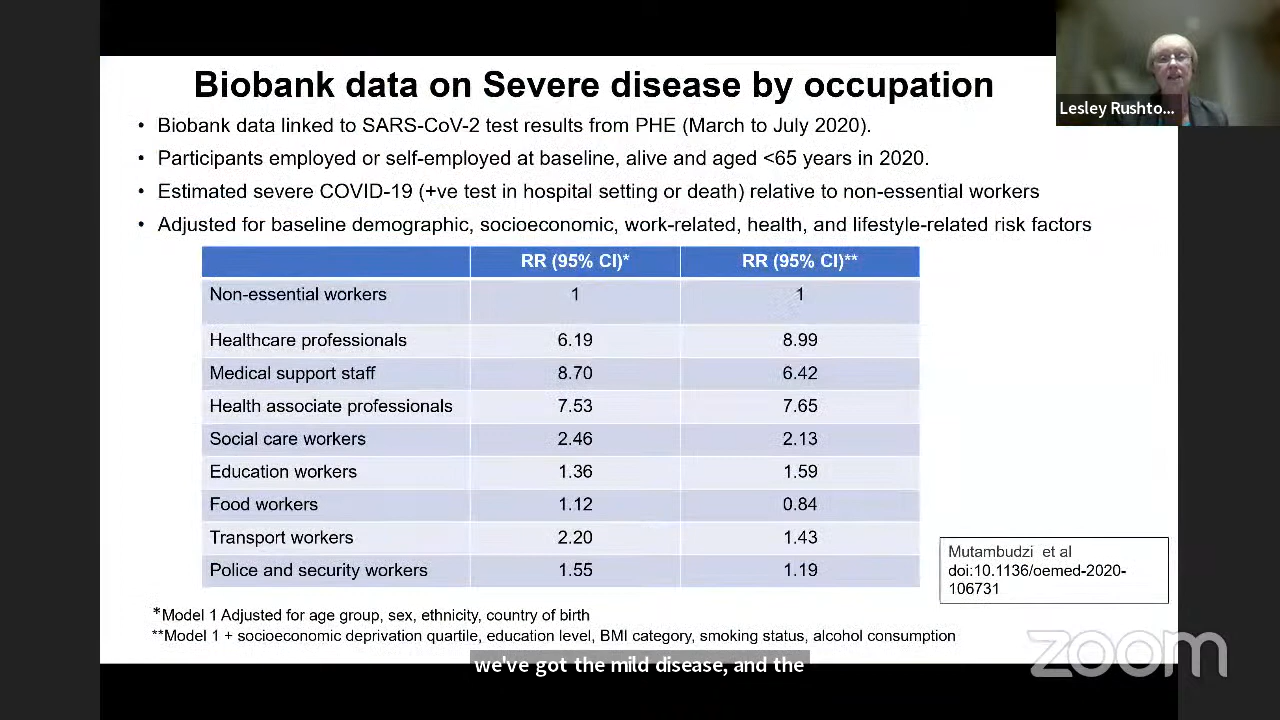 Biobank data on Severe disease by occupation
Lesley Rushto...
• Biobank data linked to SARS-CoV-2 test results from PHE (March to July 2020).
• Participants employed or self-employed at baseline, alive and aged <65 years in 2020.
• Estimated severe COVID-19 (+ve test in hospital setting or death) relative to non-essential workers
• Adjusted for baseline demographic, socioeconomic, work-related, health, and lifestyle-related risk factors
RR (95% CI)* RR (95% CI)**
Non-essential workers 1 1
Healthcare professionals 6.19 8.99
Medical support staff 8.70 6.42
Health associate professionals 7.53 7.65
Social care workers 2.46 2.13
Education workers 1.36 1.59
Food workers 1.12 0.84
Transport workers 2.20 1.43
Police and security workers 1.55 1.19
Mutambudzi et al
doi:10.1136/oemed-2020-
106731
*Model 1 Adjusted for age group, sex, ethnicity, country of birth
**Model 1 + socioeconomic deprivation quartile, education level, BMI category, smoking status, alcohol consumption
zoom
we've got the mild disease, and the